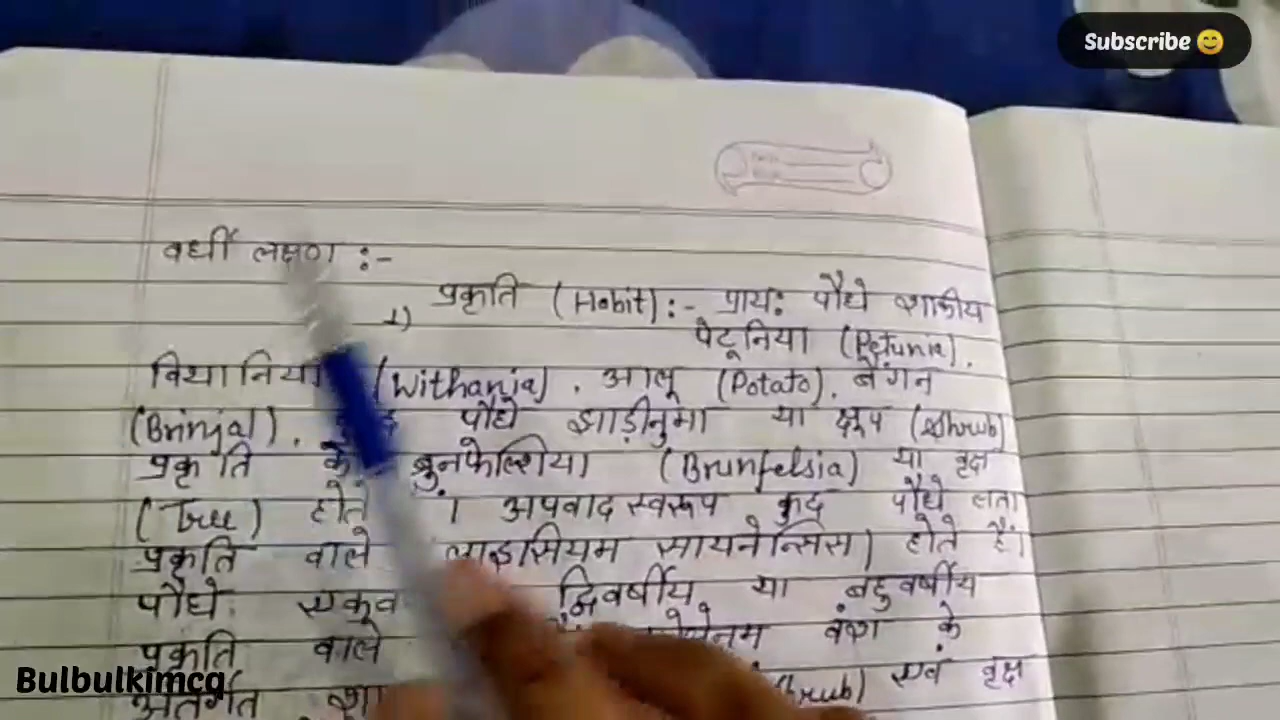 Subscribe 😊
वर्धी लक्षण :-
1) प्रकृति (Habit) :- प्रायः पौधे शाकीय
पेटूनिया (Petunia),
विथानिया (Withania), आलू (Potato), बैंगन
(Brinjal), पौधे झाड़ीनुमा या क्षूप (Shrub)
प्रकृति के ब्रुनफेल्शिया (Brunfelsia) या वृक्ष
(Tree) होते । अपवाद स्वरूप कुछ पौधे लता
प्रकृति वाले लाइसियम सायनेन्सिस) होते हैं।
पौधे द्विवर्षीय या बहुवर्षीय
प्रकृति वाले वंश के
अंतर्गत एवं वृक्ष
Bulbulkimcq